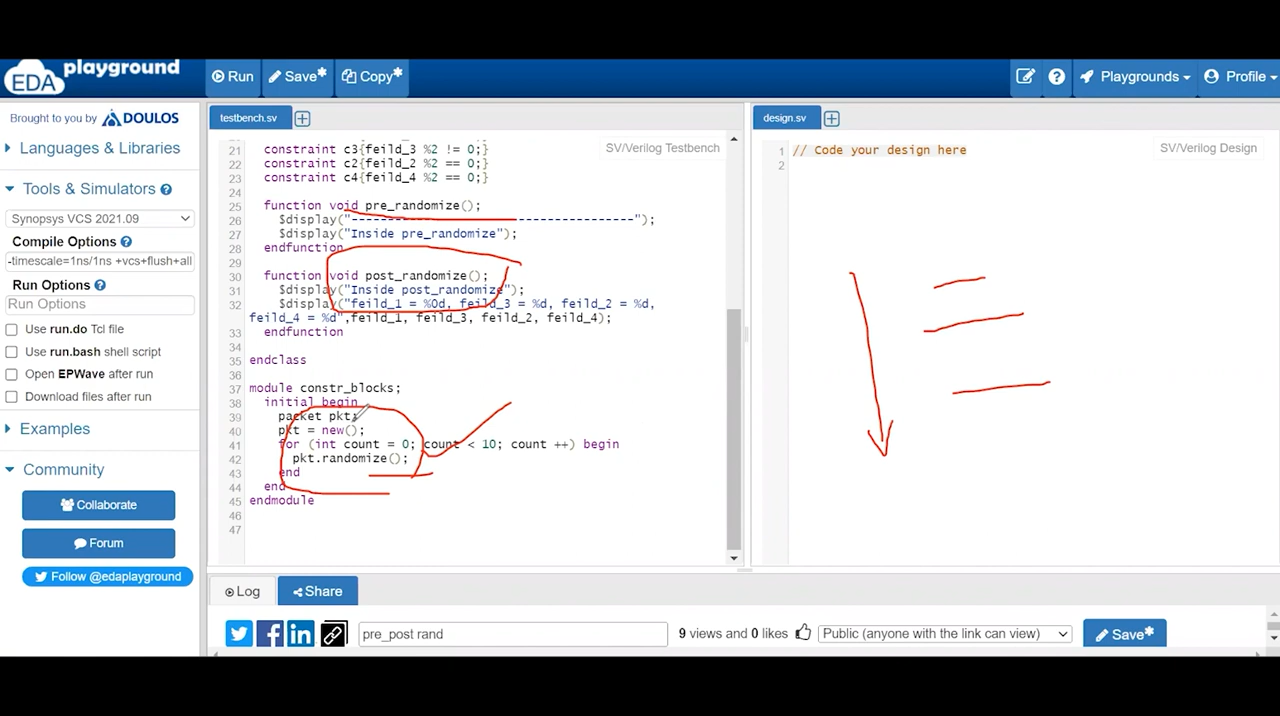 EDA playground
Run
Save*
Copy*
Playgrounds
Profile
Brought to you by DOULOS
Languages & Libraries
Tools & Simulators
Synopsys VCS 2021.09
Compile Options
-timescale=1ns/1ns +vcs+flush+all
Run Options
Run Options
Use run.do Tcl file
Use run.bash shell script
Open EPWave after run
Download files after run
Examples
Community
Collaborate
Forum
Follow @edaplayground
testbench.sv
SV/Verilog Testbench
21 constraint c3{feild_3 %2 != 0;}
22 constraint c2{feild_2 %2 == 0;}
23 constraint c4{feild_4 %2 == 0;}
24
25 function void pre_randomize();
26 $display("----------------------------------------");
27 $display("Inside pre_randomize");
28 endfunction
29
30 function void post_randomize();
31 $display("Inside post_randomize");
32 $display("feild_1 = %0d, feild_3 = %d, feild_2 = %d,
feild_4 = %d",feild_1, feild_3, feild_2, feild_4);
33 endfunction
34
35 endclass
36
37 module constr_blocks;
38 initial begin
39 packet pkt;
40 pkt = new();
41 for (int count = 0; count < 10; count ++) begin
42 pkt.randomize();
43 end
44 end
45 endmodule
46
47
design.sv
SV/Verilog Design
1 // Code your design here
2
Log
Share
pre_post rand
9 views and 0 likes
Public (anyone with the link can view)
Save*